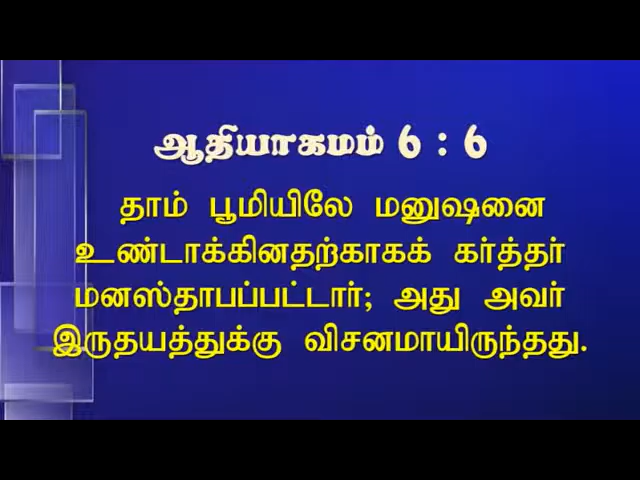 ஆதியாகமம் 6 : 6
தாம் பூமியிலே மனுஷனை
உண்டாக்கினதற்காகக் கர்த்தர்
மனஸ்தாபப்பட்டார்; அது அவர்
இருதயத்துக்கு விசனமாயிருந்தது.